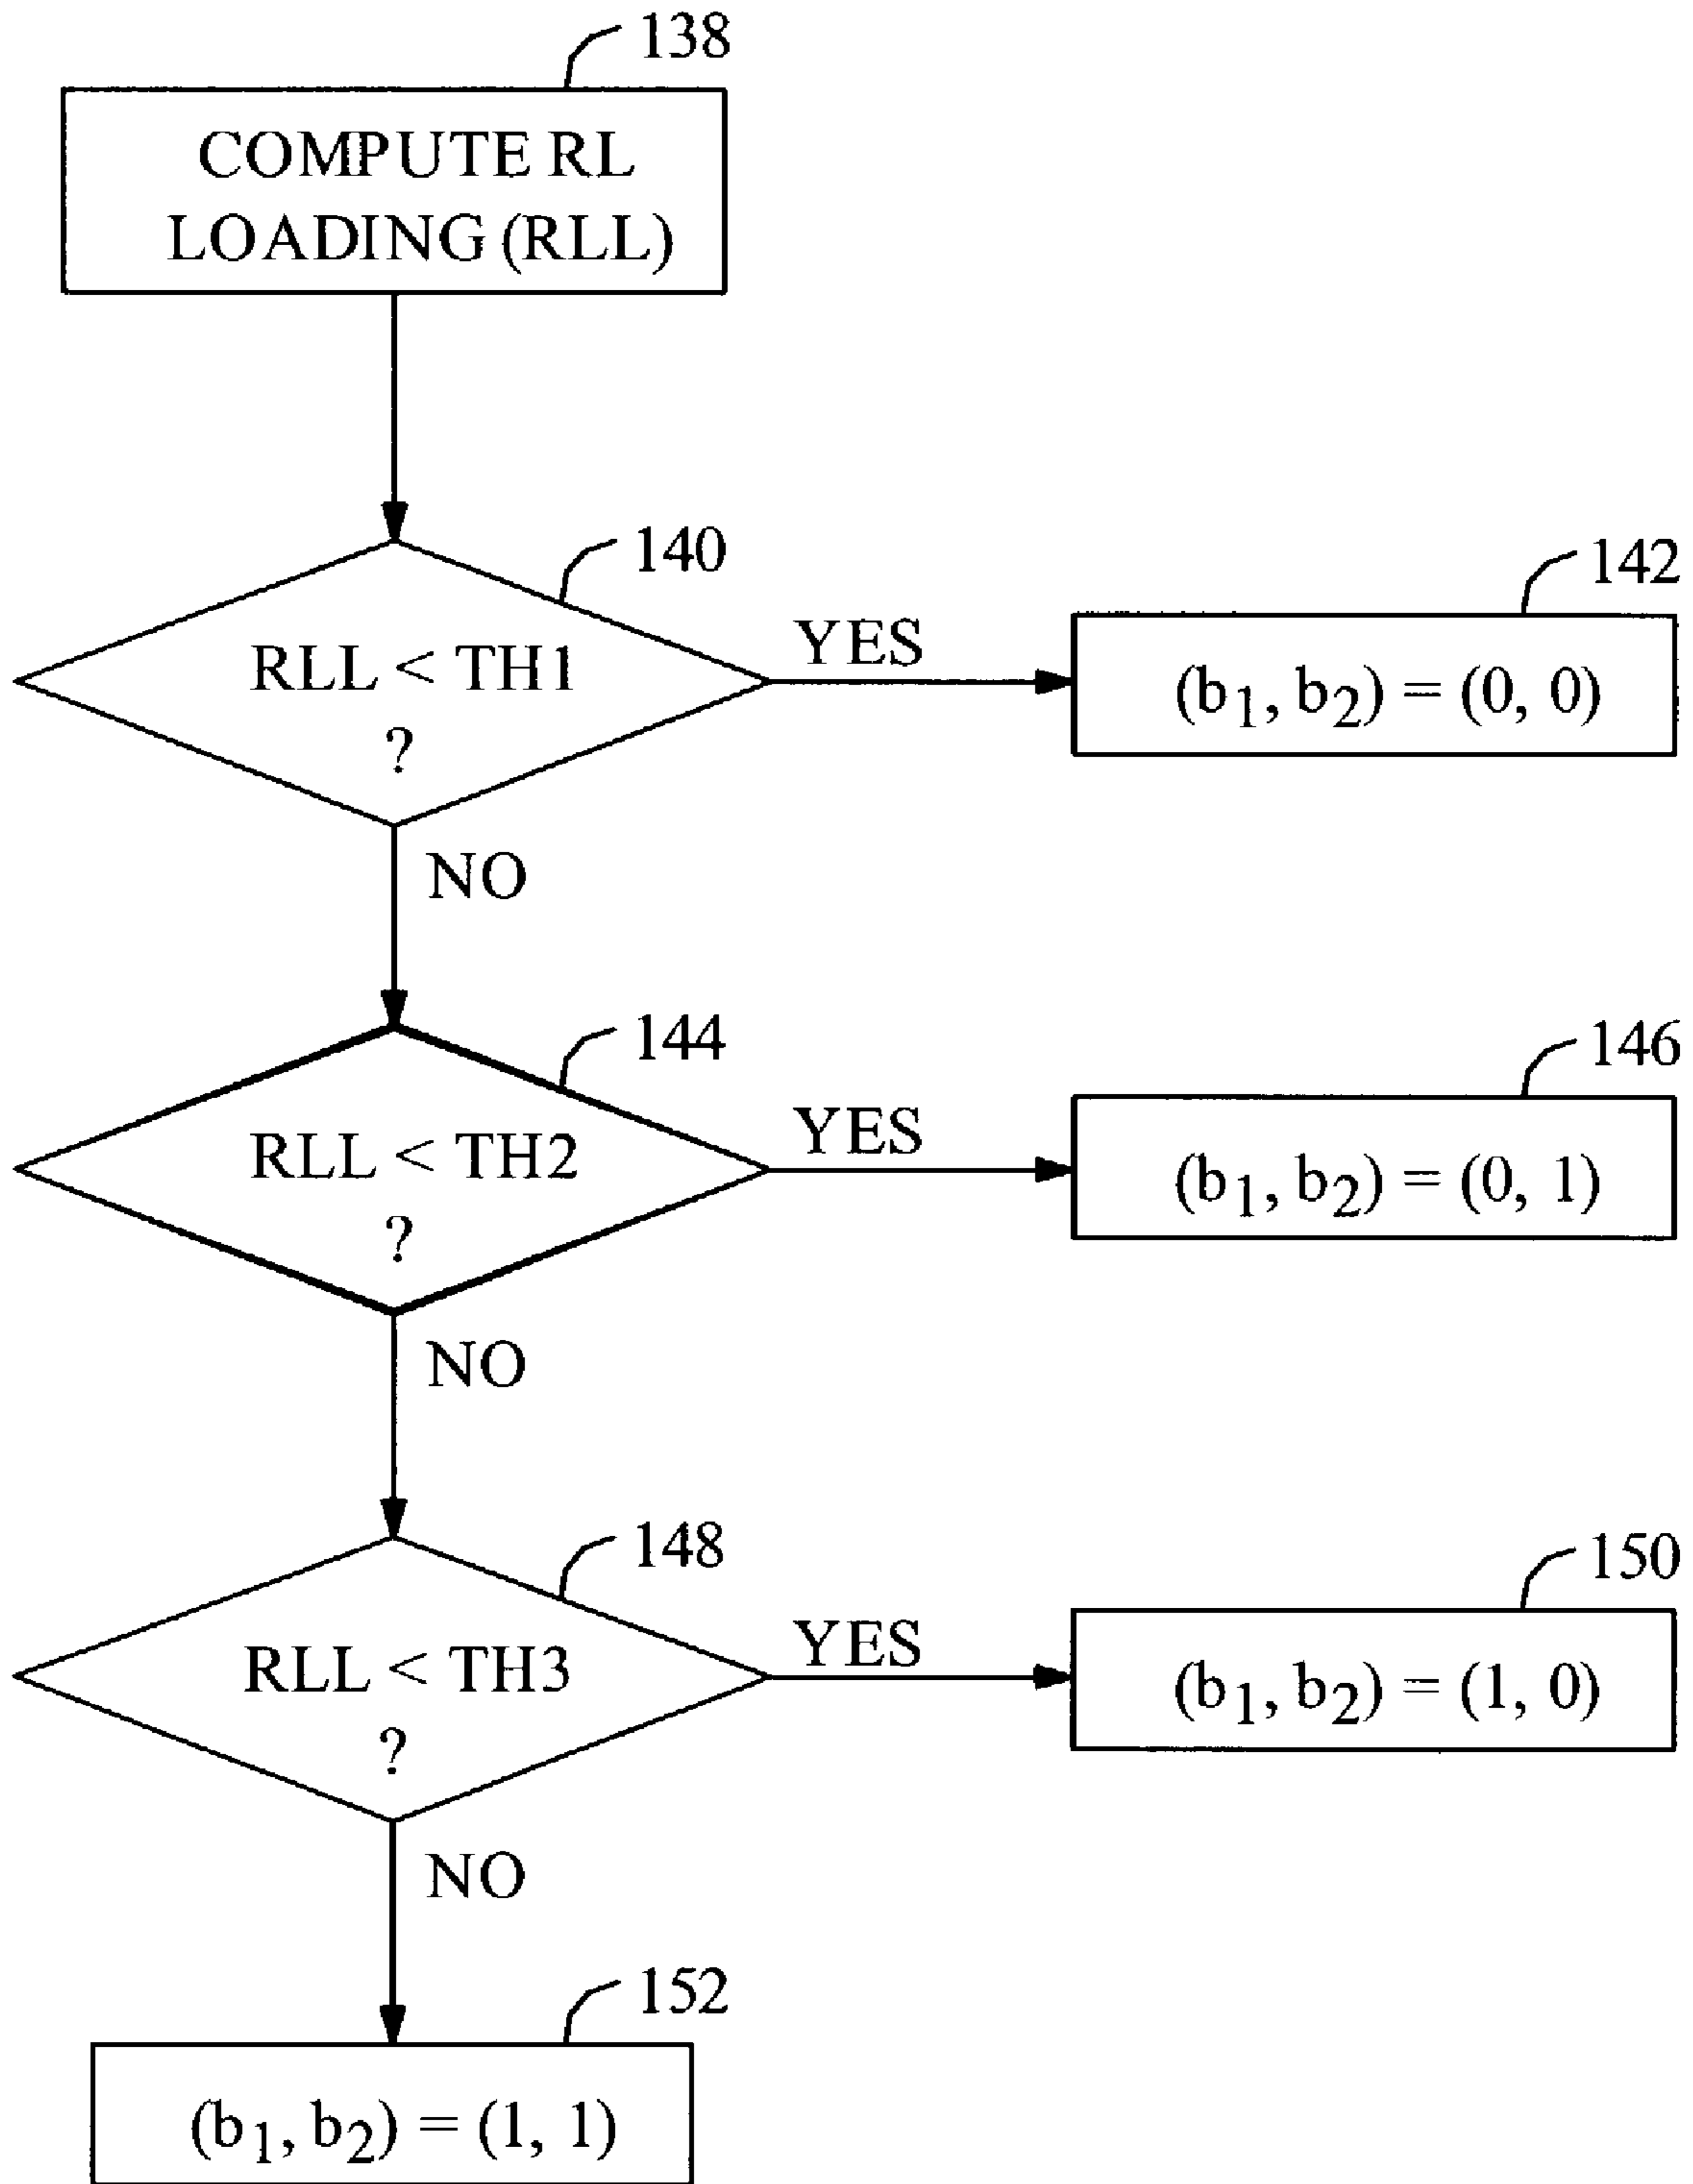 138
COMPUTE RL
LOADING (RLL)
140
142
RLL < TH1
?
YES
(b1, b2) = (0, 0)
NO
144
146
RLL < TH2
?
YES
(b1, b2) = (0, 1)
NO
148
150
RLL < TH3
?
YES
(b1, b2) = (1, 0)
NO
152
(b1, b2) = (1, 1)